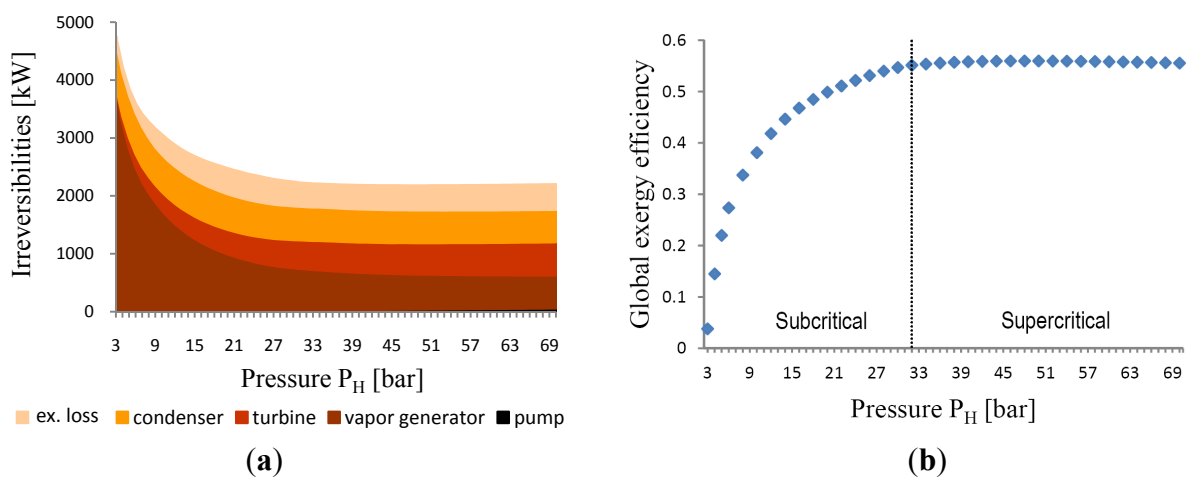 Irreversibilities [kW]
5000
4000
3000
2000
1000
0
3 9 15 21 27 33 39 45 51 57 63 69
Pressure P_H [bar]
ex. loss condenser turbine vapor generator pump
(a)
Global exergy efficiency
0.6
0.5
0.4
0.3
0.2
0.1
0
Subcritical Supercritical
3 9 15 21 27 33 39 45 51 57 63 69
Pressure P_H [bar]
(b)